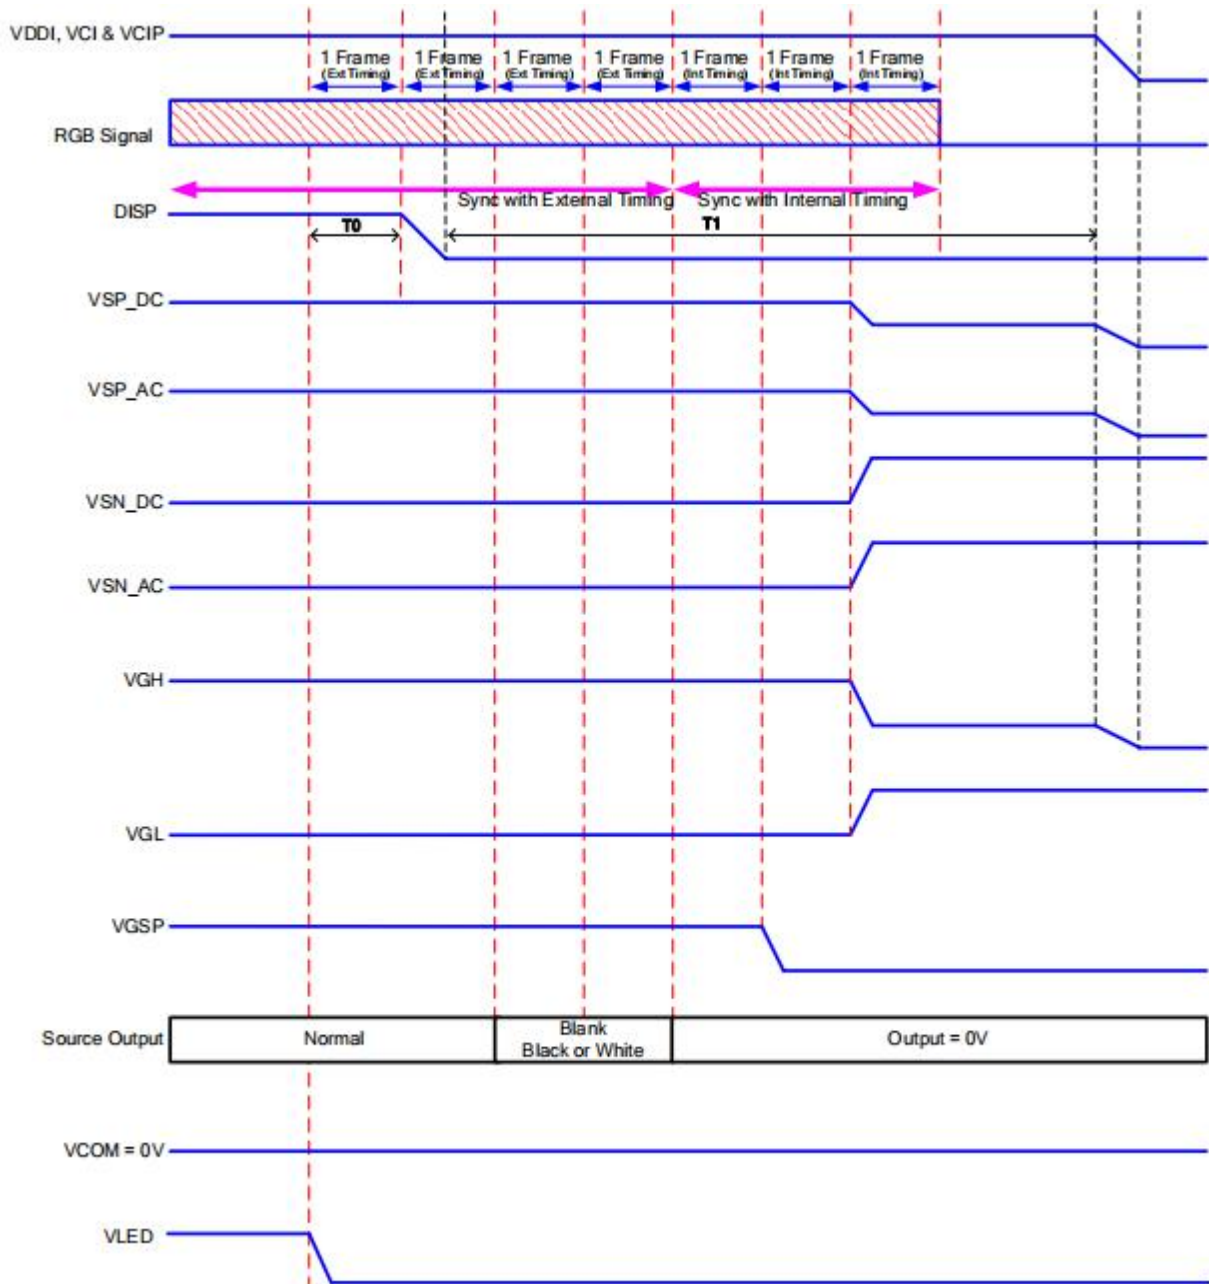 VDDI, VCI & VCIP
1 Frame 1 Frame 1 Frame 1 Frame 1 Frame 1 Frame 1 Frame
(Ext Timing) (Ext Timing) (Ext Timing) (Ext Timing) (Int Timing) (Int Timing) (Int Timing)
RGB Signal
Sync with External Timing Sync with Internal Timing
DISP
T0 T1
VSP_DC
VSP_AC
VSN_DC
VSN_AC
VGH
VGL
VGSP
Source Output Normal Blank Output = 0V
Black or White
VCOM = 0V
VLED